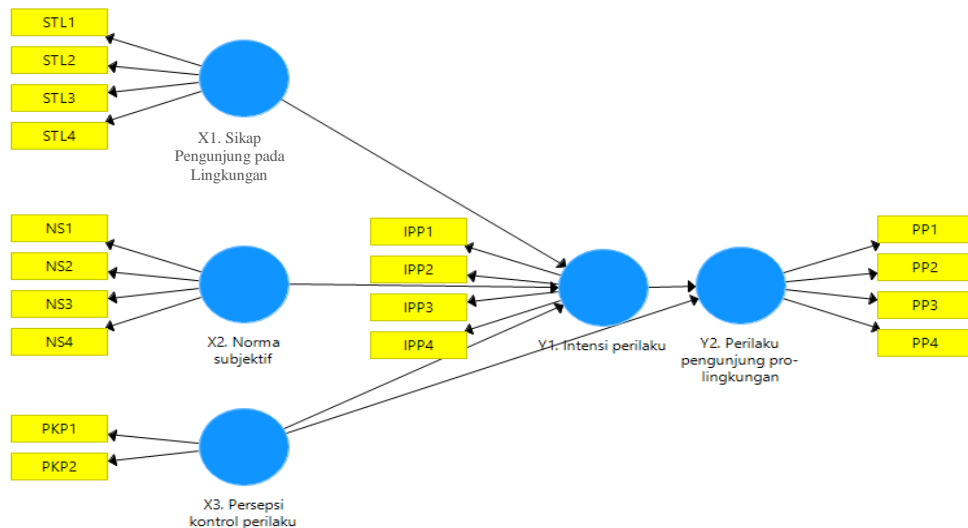 STL1
STL2
STL3
STL4
X1. Sikap
Pengunjung pada
Lingkungan
NS1
NS2
NS3
NS4
X2. Norma
subjektif
PKP1
PKP2
X3. Persepsi
kontrol perilaku
IPP1
IPP2
IPP3
IPP4
Y1. Intensi perilaku
Y2. Perilaku
pengunjung pro-
lingkungan
PP1
PP2
PP3
PP4